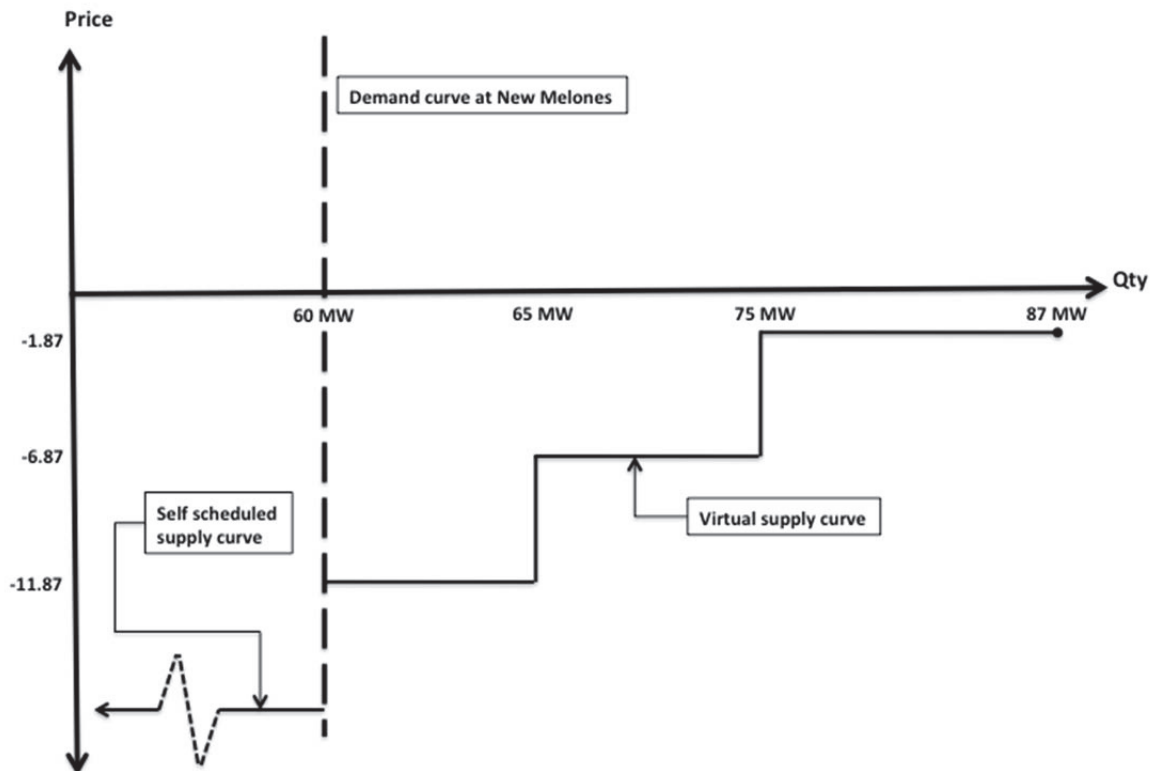 Price
Demand curve at New Melones
Qty
60 MW
65 MW
75 MW
87 MW
-1.87
-6.87
Self scheduled
supply curve
Virtual supply curve
-11.87